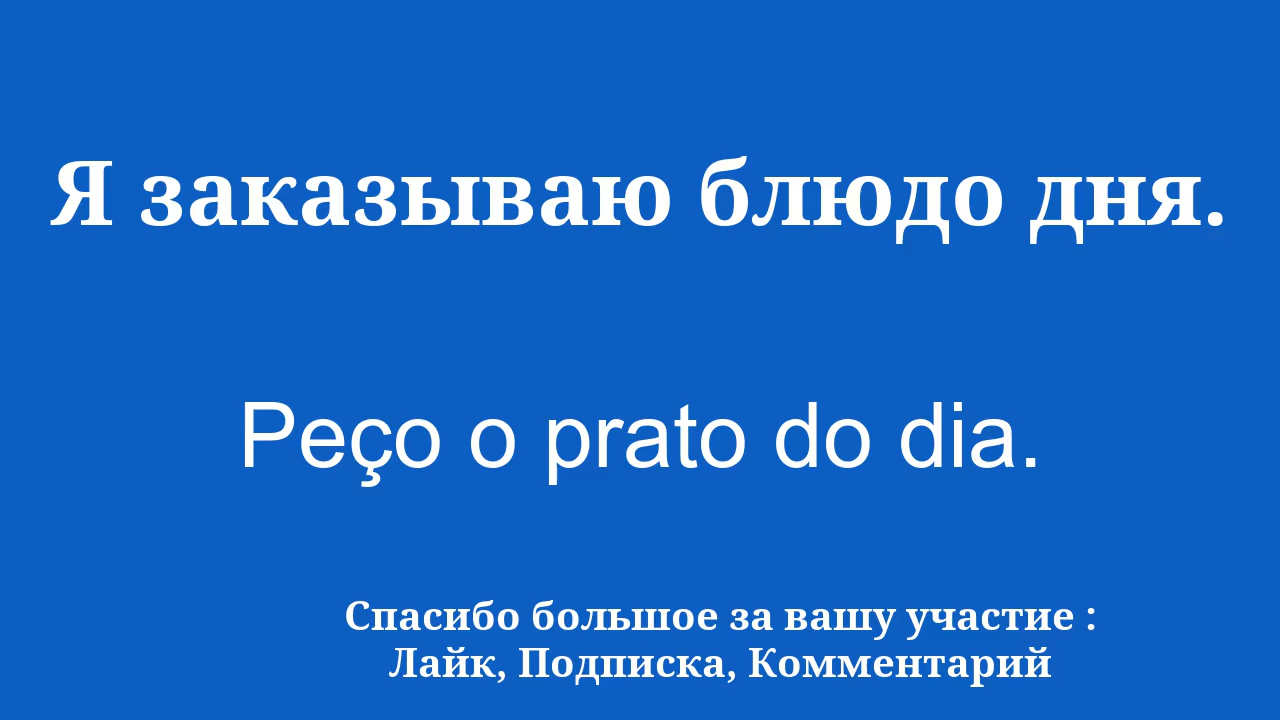 Я заказываю блюдо дня.
Peço o prato do dia.
Спасибо большое за вашу участие :
Лайк, Подписка, Комментарий